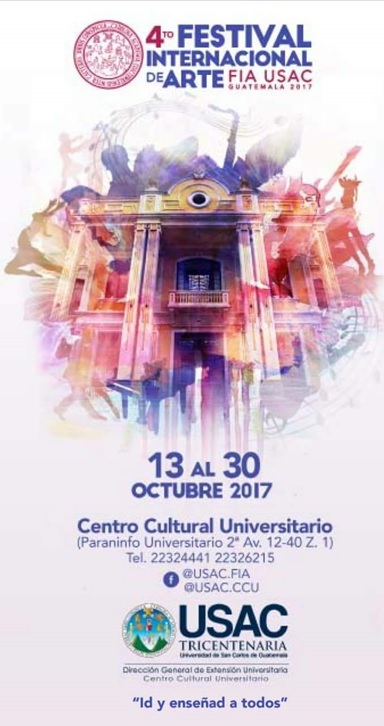 4TO FESTIVAL
INTERNACIONAL
DE ARTE FIA USAC
GUATEMALA 2017
13 AL 30
OCTUBRE 2017
Centro Cultural Universitario
(Paraninfo Universitario 2ª Av. 12-40 Z. 1)
Tel. 22324441 22326215
@USAC.FIA
@USAC.CCU
USAC
TRICENTENARIA
Universidad de San Carlos de Guatemala
Dirección General de Extensión Universitaria
Centro Cultural Universitario
“Id y enseñad a todos”